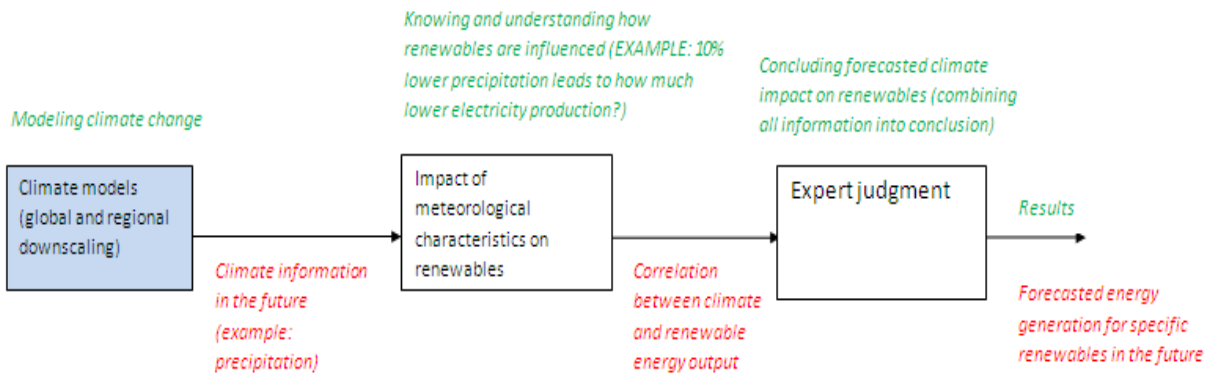 Modeling climate change
Knowing and understanding how
renewables are influenced (EXAMPLE: 10%
lower precipitation leads to how much
lower electricity production?)
Concluding forecasted climate
impact on renewables (combining
all information into conclusion)
Climate models
(global and regional
downscaling)
Climate information
in the future
(example:
precipitation)
Impact of
meteorological
characteristics on
renewables
Correlation
between climate
and renewable
energy output
Expert judgment
Results
Forecasted energy
generation for specific
renewables in the future